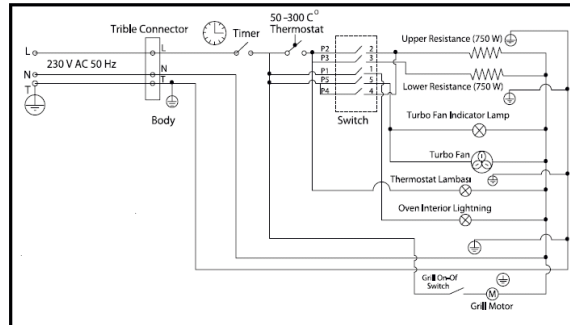 Trible Connector
Timer
50 -300 C°
Thermostat
L
230 V AC 50 Hz
N
T
L
N
T
Body
P2 2
P3 3
P1 1
P5 5
P4 4
Switch
Upper Resistance (750 W)
Lower Resistance (750 W)
Turbo Fan Indicator Lamp
Turbo Fan
Thermostat Lambası
Oven Interior Lightning
Grill On-Of
Switch
M
Grill Motor